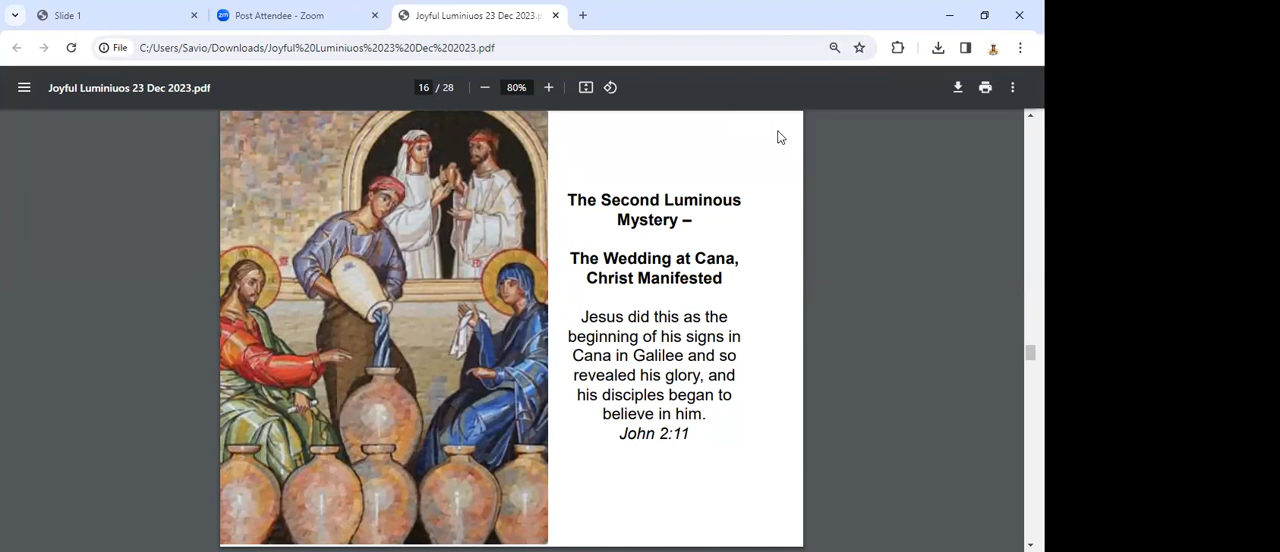 Slide 1
zm
Post Attendee - Zoom
Joyful Luminiuos 23 Dec 2023.p
File
C:/Users/Savio/Downloads/Joyful%20Luminiuos%2023%20Dec%202023.pdf
Joyful Luminiuos 23 Dec 2023.pdf
16 / 28
80%
The Second Luminous
Mystery –
The Wedding at Cana,
Christ Manifested
Jesus did this as the
beginning of his signs in
Cana in Galilee and so
revealed his glory, and
his disciples began to
believe in him.
John 2:11